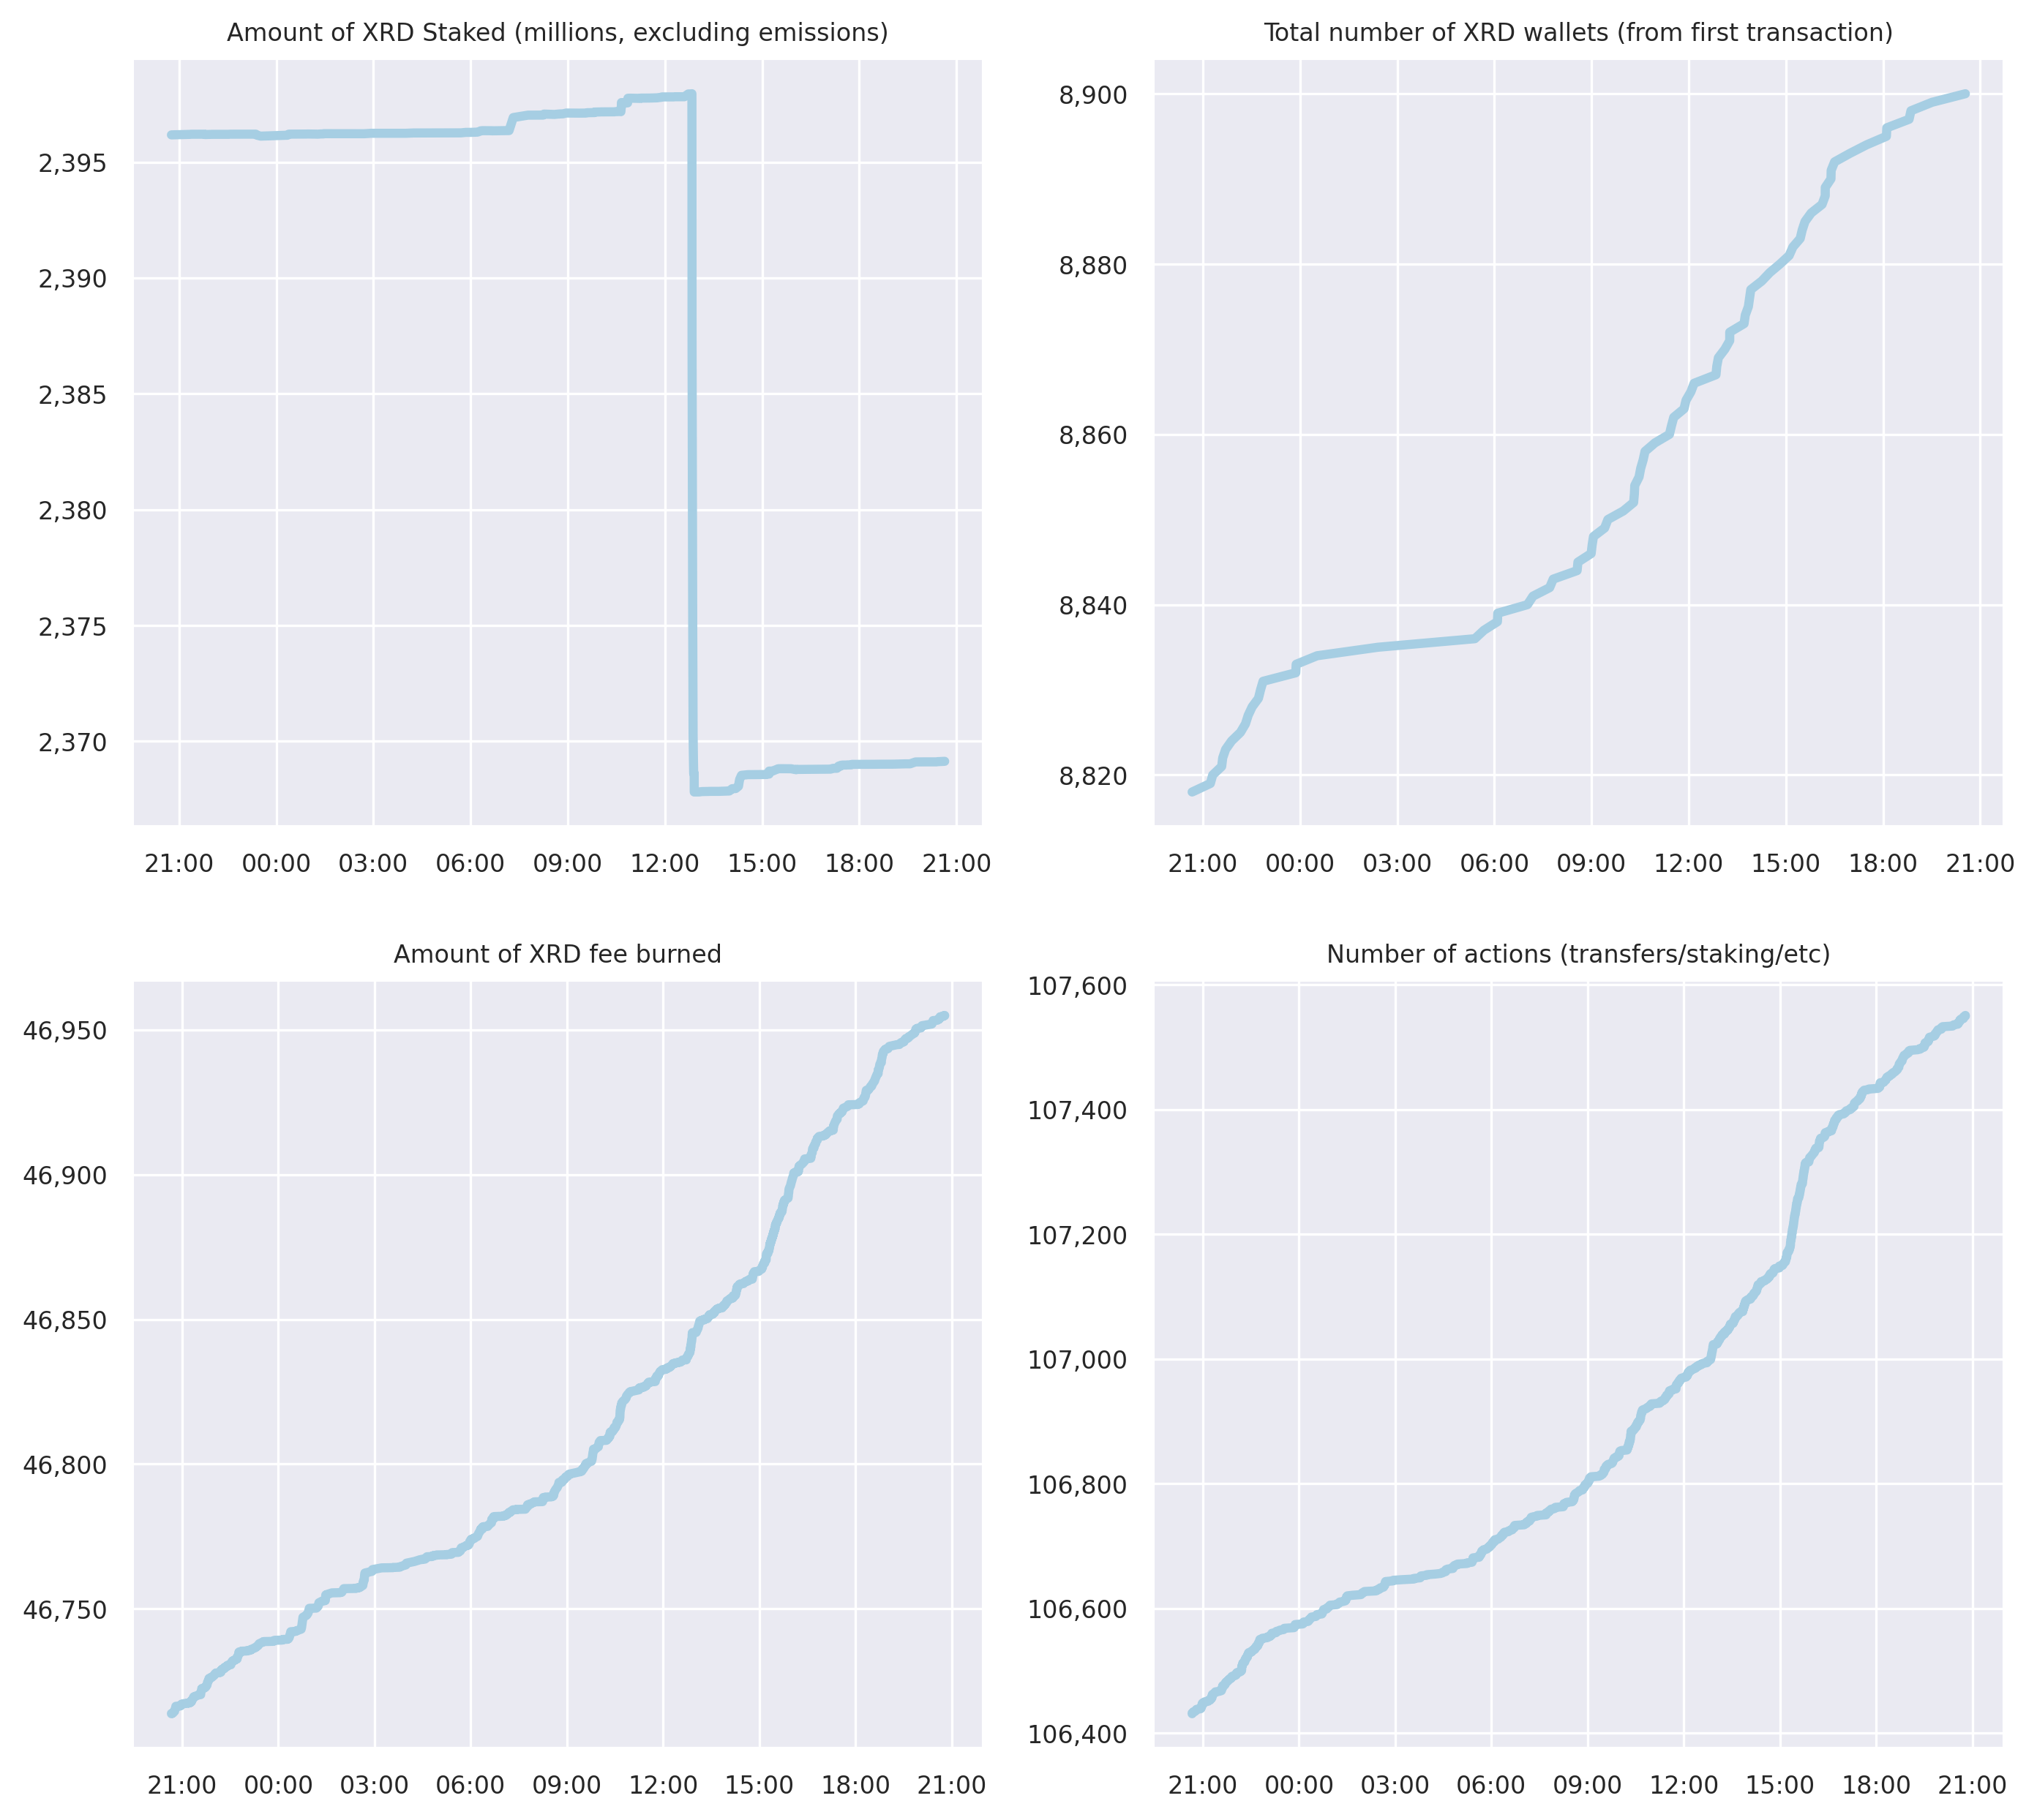 Amount of XRD Staked (millions, excluding emissions)
2,395
2,390
2,385
2,380
2,375
2,370
21:00 00:00 03:00 06:00 09:00 12:00 15:00 18:00 21:00
Total number of XRD wallets (from first transaction)
8,900
8,880
8,860
8,840
8,820
21:00 00:00 03:00 06:00 09:00 12:00 15:00 18:00 21:00
Amount of XRD fee burned
46,950
46,900
46,850
46,800
46,750
21:00 00:00 03:00 06:00 09:00 12:00 15:00 18:00 21:00
Number of actions (transfers/staking/etc)
107,600
107,400
107,200
107,000
106,800
106,600
106,400
21:00 00:00 03:00 06:00 09:00 12:00 15:00 18:00 21:00